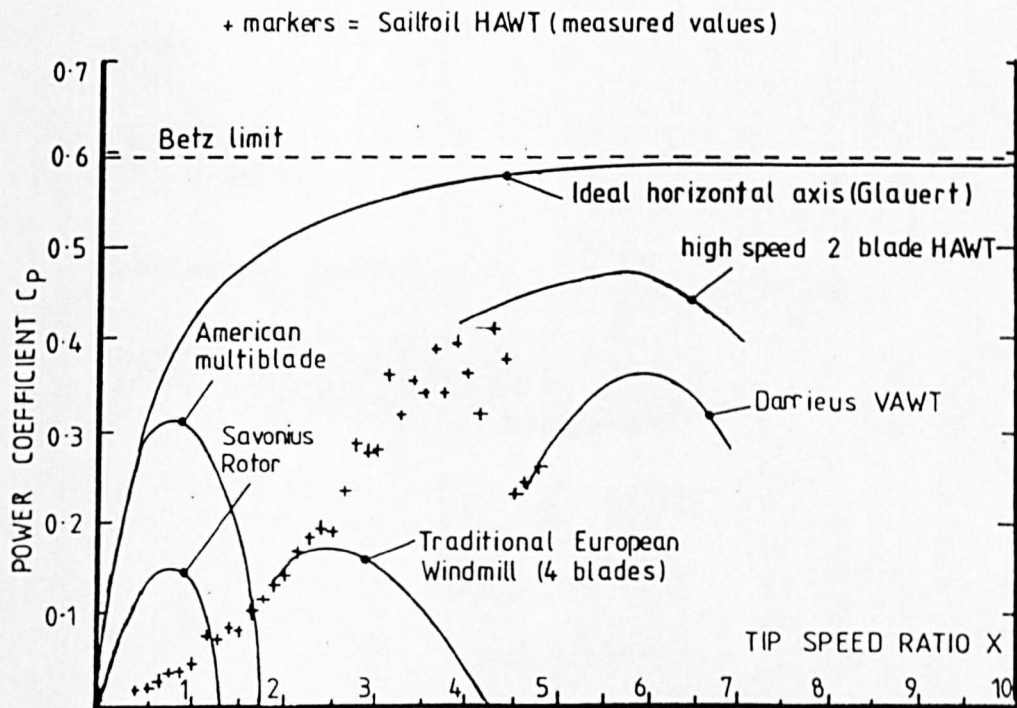 + markers = Sailfoil HAWT (measured values)
0·7
Betz limit
0·6
Ideal horizontal axis (Glauert)
0·5
high speed 2 blade HAWT
American
multiblade
0·4
Darrieus VAWT
Savonius
Rotor
0·3
0·2
Traditional European
Windmill (4 blades)
0·1
POWER COEFFICIENT Cp
TIP SPEED RATIO X
1 2 3 4 5 6 7 8 9 10